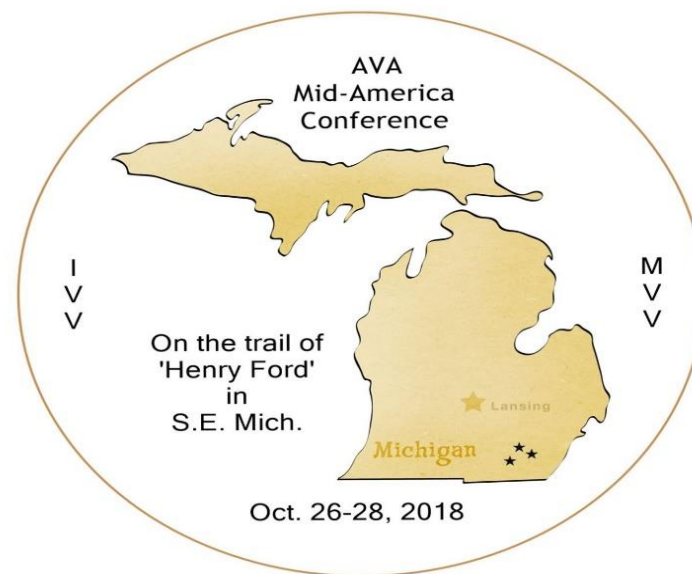 AVA
Mid-America
Conference
I
V
V
M
V
V
On the trail of
'Henry Ford'
in
S.E. Mich.
Lansing
Michigan
Oct. 26-28, 2018